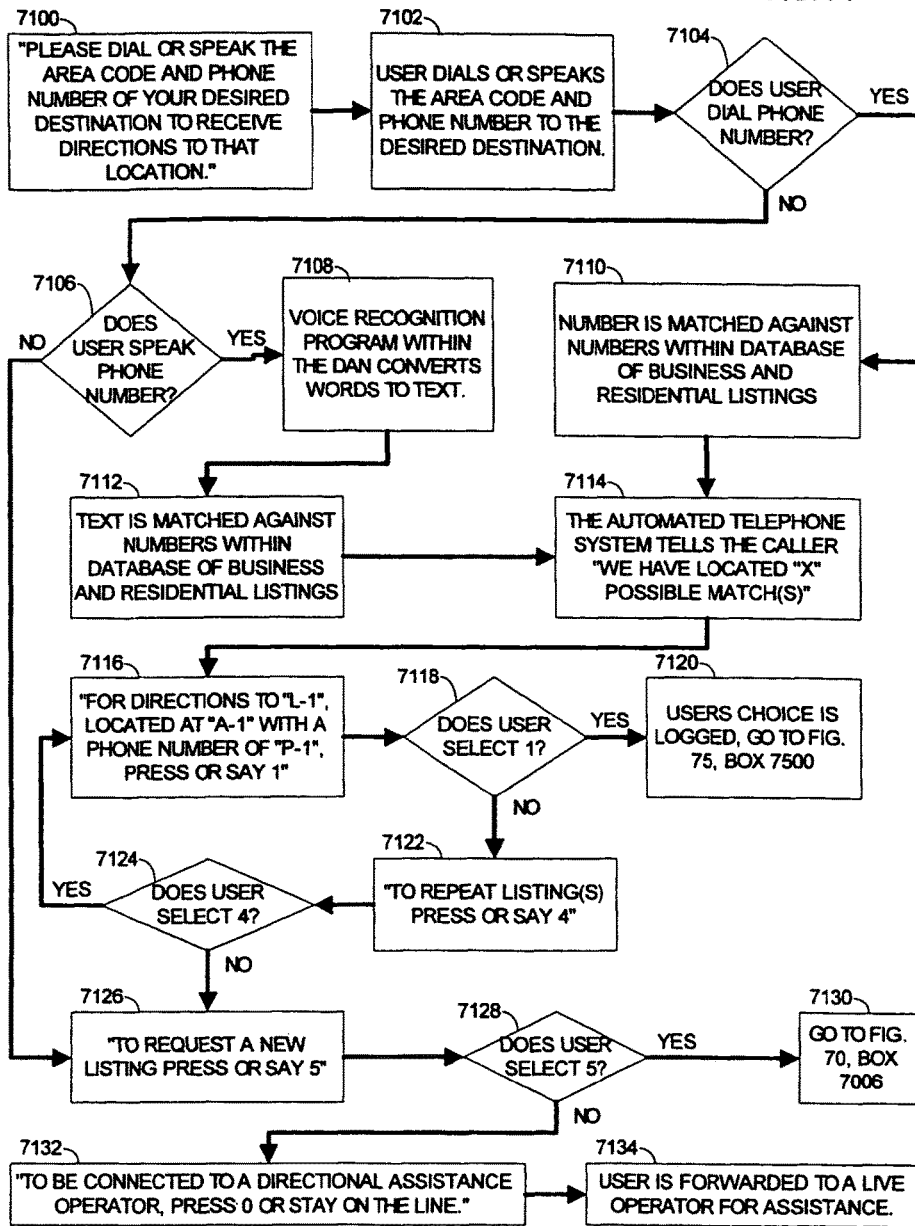 7100
"PLEASE DIAL OR SPEAK THE
AREA CODE AND PHONE
NUMBER OF YOUR DESIRED
DESTINATION TO RECEIVE
DIRECTIONS TO THAT
LOCATION."
7102
USER DIALS OR SPEAKS
THE AREA CODE AND
PHONE NUMBER TO THE
DESIRED DESTINATION.
7104
DOES USER
DIAL PHONE
NUMBER?
YES
NO
7106
DOES
USER SPEAK
PHONE
NUMBER?
NO
YES
7108
VOICE RECOGNITION
PROGRAM WITHIN
THE DAN CONVERTS
WORDS TO TEXT.
7110
NUMBER IS MATCHED AGAINST
NUMBERS WITHIN DATABASE
OF BUSINESS AND
RESIDENTIAL LISTINGS
7112
TEXT IS MATCHED AGAINST
NUMBERS WITHIN
DATABASE OF BUSINESS
AND RESIDENTIAL LISTINGS
7114
THE AUTOMATED TELEPHONE
SYSTEM TELLS THE CALLER
"WE HAVE LOCATED "X"
POSSIBLE MATCH(S)"
7116
"FOR DIRECTIONS TO "L-1",
LOCATED AT "A-1" WITH A
PHONE NUMBER OF "P-1",
PRESS OR SAY 1"
7118
DOES USER
SELECT 1?
YES
NO
7120
USERS CHOICE IS
LOGGED, GO TO FIG.
75, BOX 7500
7122
"TO REPEAT LISTING(S)
PRESS OR SAY 4"
7124
DOES USER
SELECT 4?
YES
NO
7126
"TO REQUEST A NEW
LISTING PRESS OR SAY 5"
7128
DOES USER
SELECT 5?
YES
NO
7130
GO TO FIG.
70, BOX
7006
7132
"TO BE CONNECTED TO A DIRECTIONAL ASSISTANCE
OPERATOR, PRESS 0 OR STAY ON THE LINE."
7134
USER IS FORWARDED TO A LIVE
OPERATOR FOR ASSISTANCE.